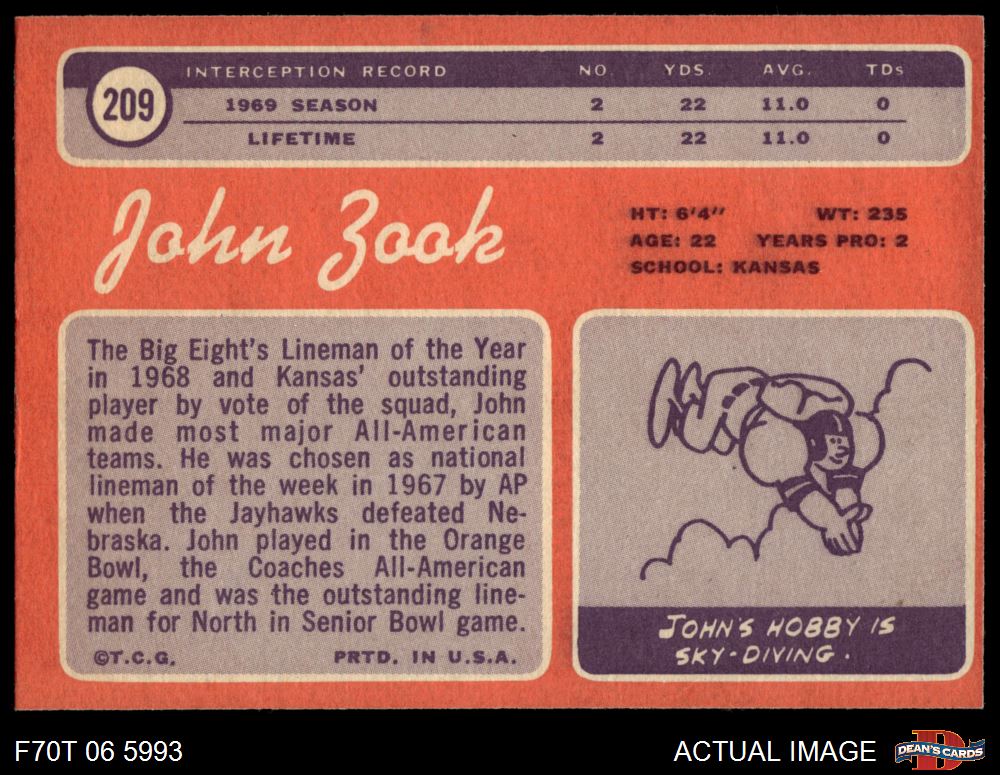 209
INTERCEPTION RECORD NO. YDS. AVG. TDs
1969 SEASON 2 22 11.0 0
LIFETIME 2 22 11.0 0
John Zook
HT: 6'4" WT: 235
AGE: 22 YEARS PRO: 2
SCHOOL: KANSAS
The Big Eight's Lineman of the Year
in 1968 and Kansas' outstanding
player by vote of the squad, John
made most major All-American
teams. He was chosen as national
lineman of the week in 1967 by AP
when the Jayhawks defeated Ne-
braska. John played in the Orange
Bowl, the Coaches All-American
game and was the outstanding line-
man for North in Senior Bowl game.
©T.C.G. PRTD. IN U.S.A.
JOHN'S HOBBY IS
SKY-DIVING.
F70T 06 5993
ACTUAL IMAGE
D
DEAN'S CARDS